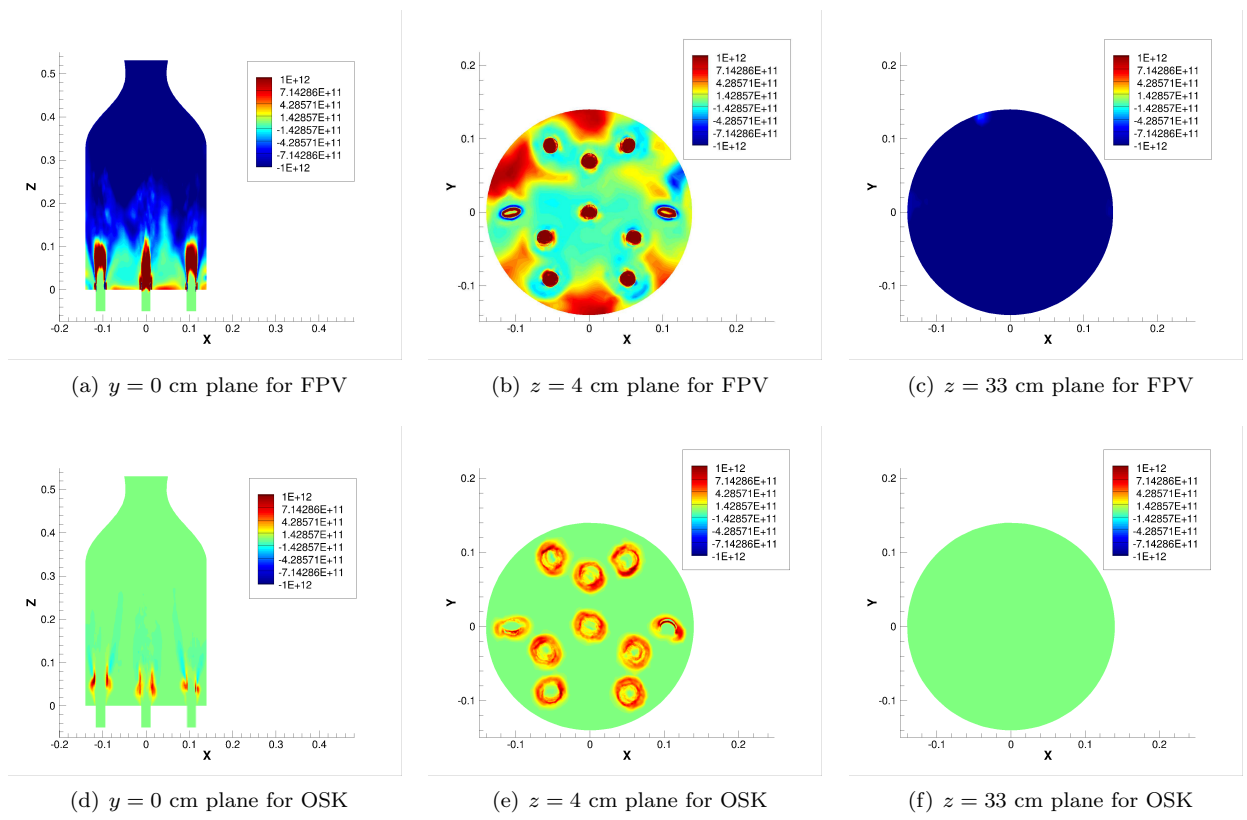 0.5
0.4
0.3
0.2
0.1
0
Z
-0.2 -0.1 0 0.1 0.2 0.3 0.4
X
1E+12
7.14286E+11
4.28571E+11
1.42857E+11
-1.42857E+11
-4.28571E+11
-7.14286E+11
-1E+12
(a) y = 0 cm plane for FPV
0.2
0.1
0
-0.1
Y
-0.1 0 0.1 0.2
X
1E+12
7.14286E+11
4.28571E+11
1.42857E+11
-1.42857E+11
-4.28571E+11
-7.14286E+11
-1E+12
(b) z = 4 cm plane for FPV
0.2
0.1
0
-0.1
Y
-0.1 0 0.1 0.2
X
1E+12
7.14286E+11
4.28571E+11
1.42857E+11
-1.42857E+11
-4.28571E+11
-7.14286E+11
-1E+12
(c) z = 33 cm plane for FPV
0.5
0.4
0.3
0.2
0.1
0
Z
-0.2 -0.1 0 0.1 0.2 0.3 0.4
X
1E+12
7.14286E+11
4.28571E+11
1.42857E+11
-1.42857E+11
-4.28571E+11
-7.14286E+11
-1E+12
(d) y = 0 cm plane for OSK
0.2
0.1
0
-0.1
Y
-0.1 0 0.1 0.2
X
1E+12
7.14286E+11
4.28571E+11
1.42857E+11
-1.42857E+11
-4.28571E+11
-7.14286E+11
-1E+12
(e) z = 4 cm plane for OSK
0.2
0.1
0
-0.1
Y
-0.1 0 0.1 0.2
X
1E+12
7.14286E+11
4.28571E+11
1.42857E+11
-1.42857E+11
-4.28571E+11
-7.14286E+11
-1E+12
(f) z = 33 cm plane for OSK